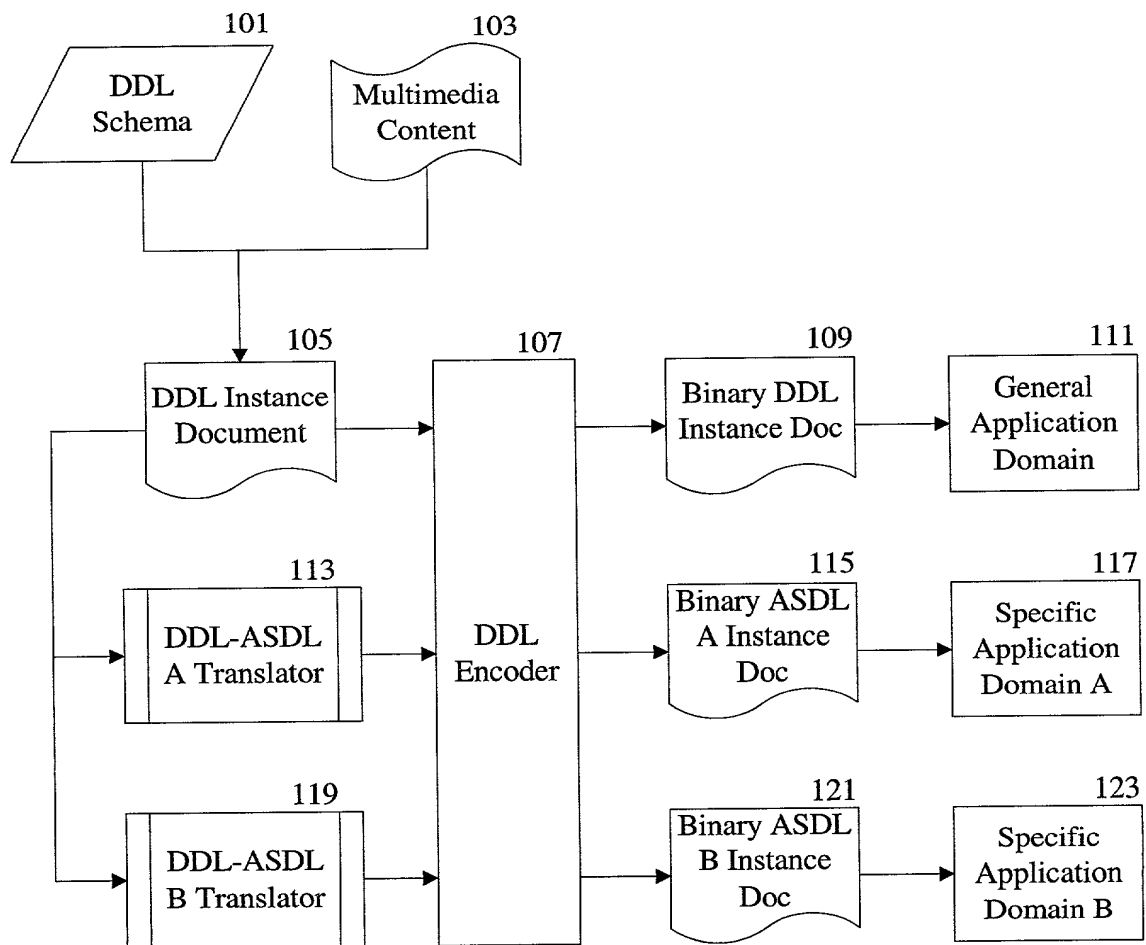 101
DDL
Schema
103
Multimedia
Content
105
DDL Instance
Document
107
DDL
Encoder
109
Binary DDL
Instance Doc
111
General
Application
Domain
113
DDL-ASDL
A Translator
115
Binary ASDL
A Instance
Doc
117
Specific
Application
Domain A
119
DDL-ASDL
B Translator
121
Binary ASDL
B Instance
Doc
123
Specific
Application
Domain B